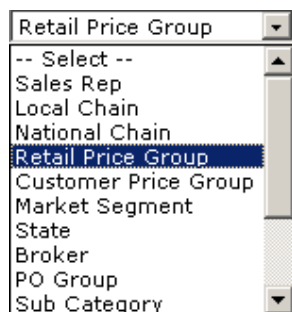 Retail Price Group
-- Select --
Sales Rep
Local Chain
National Chain
Retail Price Group
Customer Price Group
Market Segment
State
Broker
PO Group
Sub Category